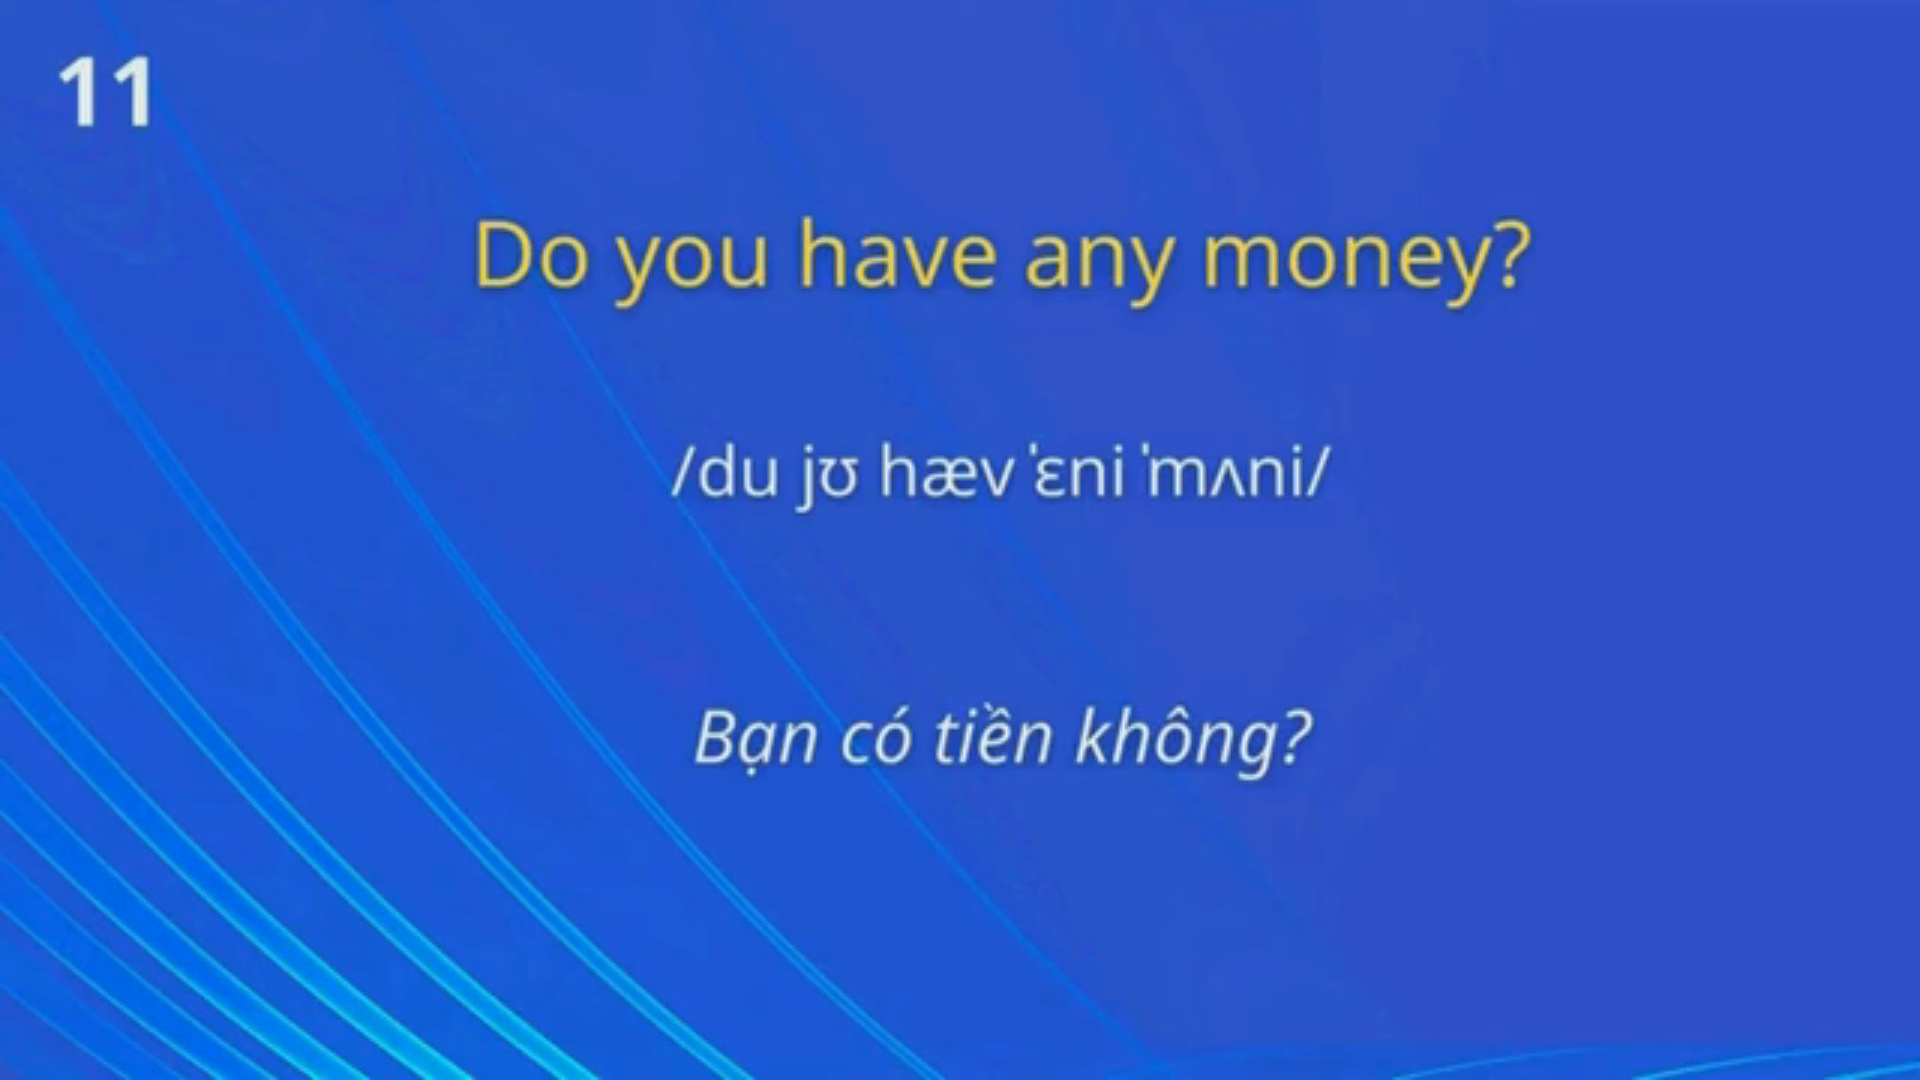 11
Do you have any money?
/du jʊ hæv ˈɛni ˈmʌni/
Bạn có tiền không?